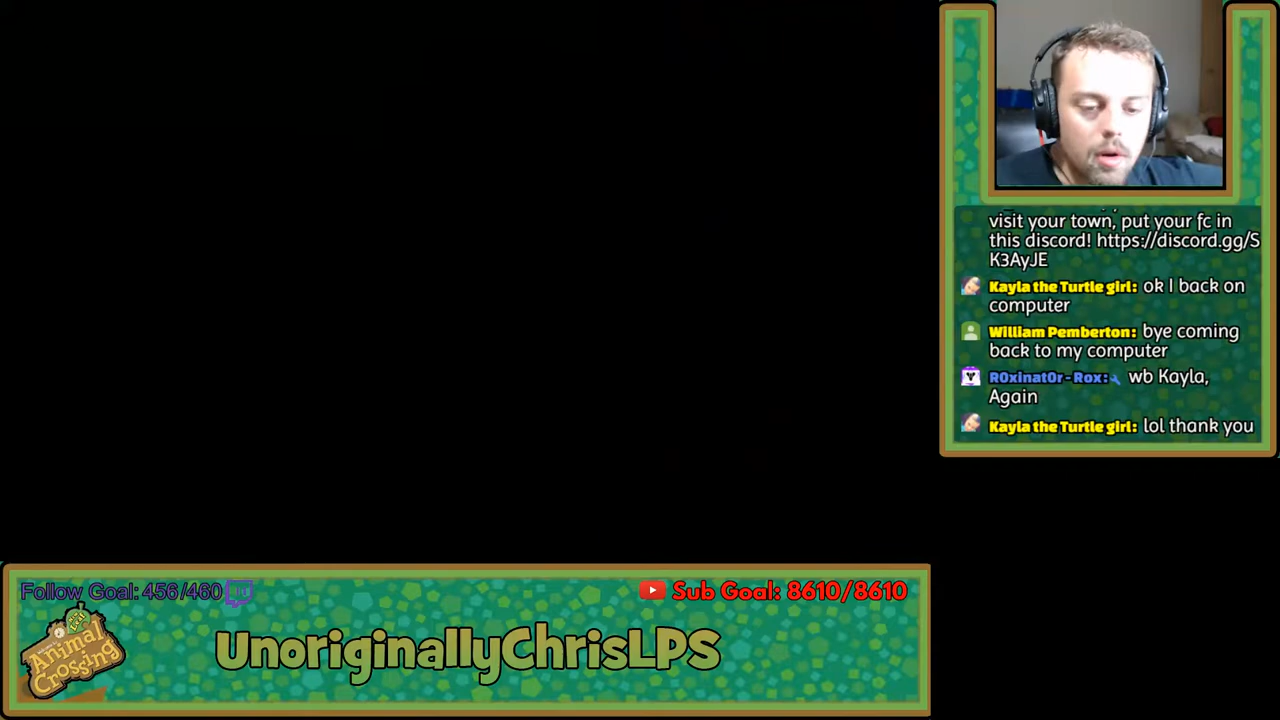 visit your town, put your fc in
this discord! https://discord.gg/S
K3AyJE
Kayla the Turtle girl: ok I back on
computer
William Pemberton: bye coming
back to my computer
R0xinat0r - Rox: wb Kayla,
Again
Kayla the Turtle girl: lol thank you
Follow Goal: 456/460
Sub Goal: 8610/8610
Animal
Crossing
UnoriginallyChrisLPS